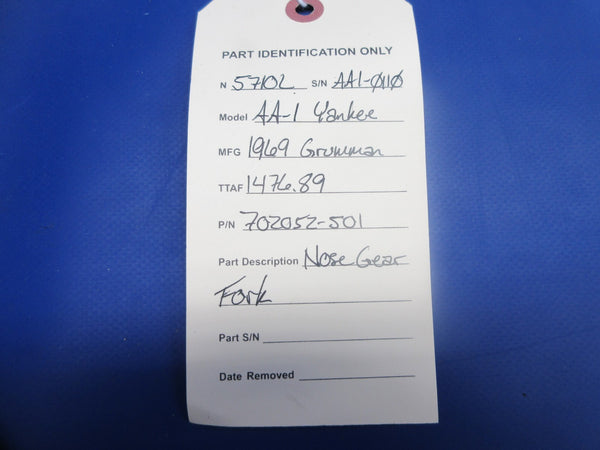 PART IDENTIFICATION ONLY
N 5710L S/N AA1-0110
Model AA-1 Yankee
MFG 1969 Grumman
TTAF 1476.89
P/N 702052-501
Part Description Nose Gear
Fork
Part S/N
Date Removed